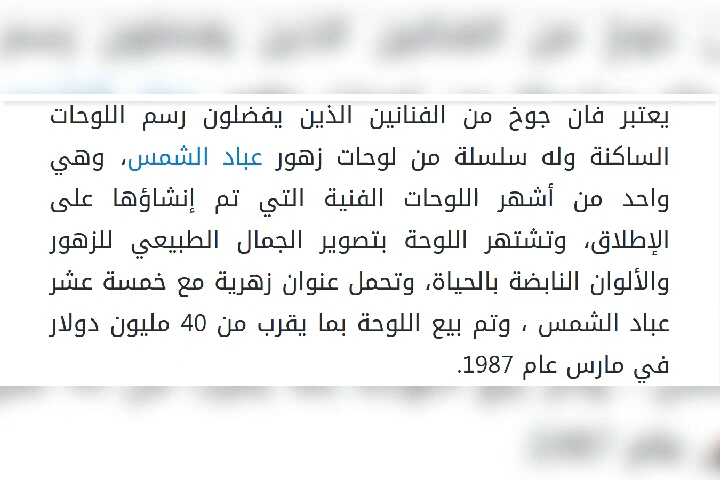 يعتبر فان جوخ من الفنانين الذين يفضلون رسم اللوحات
الساكنة وله سلسلة من لوحات زهور عباد الشمس، وهي
واحد من أشهر اللوحات الفنية التي تم إنشاؤها على
الإطلاق، وتشتهر اللوحة بتصوير الجمال الطبيعي للزهور
والألوان النابضة بالحياة، وتحمل عنوان زهرية مع خمسة عشر
عباد الشمس ، وتم بيع اللوحة بما يقرب من 40 مليون دولار
في مارس عام 1987.